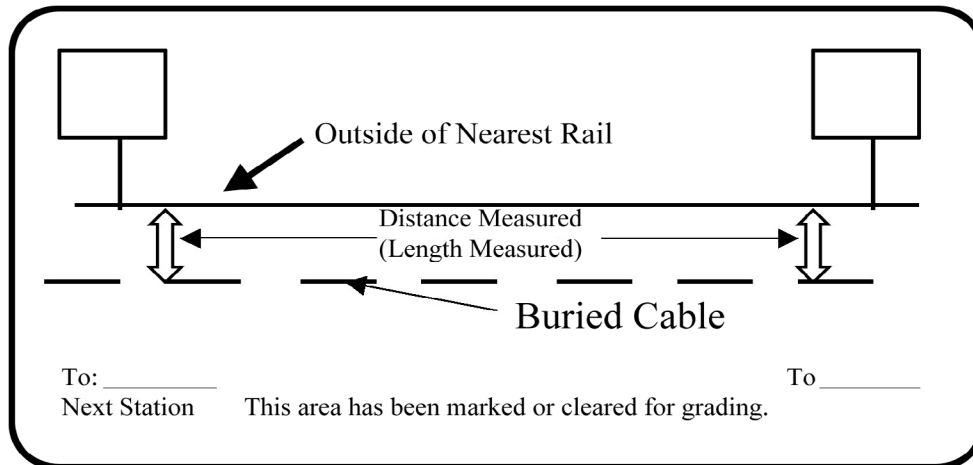 Outside of Nearest Rail
Distance Measured
(Length Measured)
Buried Cable
To: _________ To ________
Next Station This area has been marked or cleared for grading.